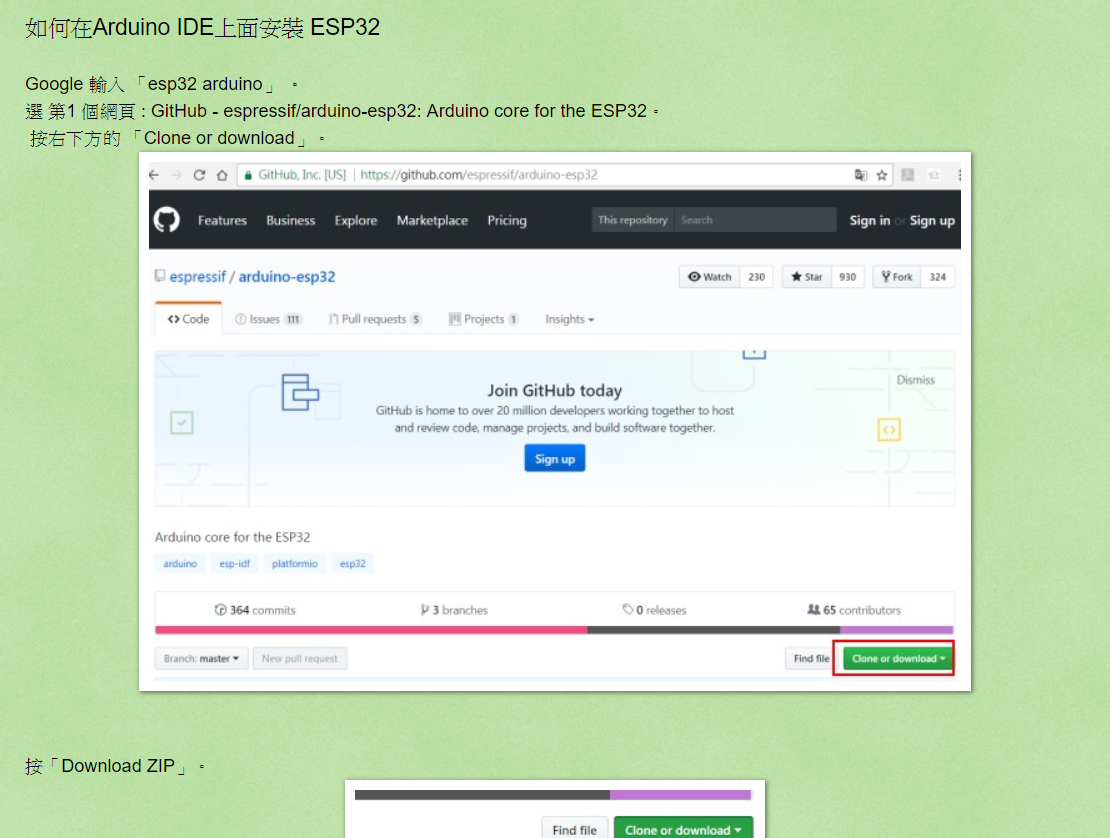 如何在Arduino IDE上面安裝 ESP32
Google 輸入 「esp32 arduino」 。
選 第1 個網頁 : GitHub - espressif/arduino-esp32: Arduino core for the ESP32。
按右下方的 「Clone or download」 。
GitHub, Inc. [US] | https://github.com/espressif/arduino-esp32
Features Business Explore Marketplace Pricing This repository Search Sign in or Sign up
espressif / arduino-esp32 Watch 230 Star 930 Fork 324
Code Issues 111 Pull requests 5 Projects 1 Insights
Dismiss
Join GitHub today
GitHub is home to over 20 million developers working together to host
and review code, manage projects, and build software together.
Sign up
Arduino core for the ESP32
arduino esp-idf platformio esp32
364 commits 3 branches 0 releases 65 contributors
Branch: master New pull request Find file Clone or download
按「Download ZIP」 。
Find file Clone or download